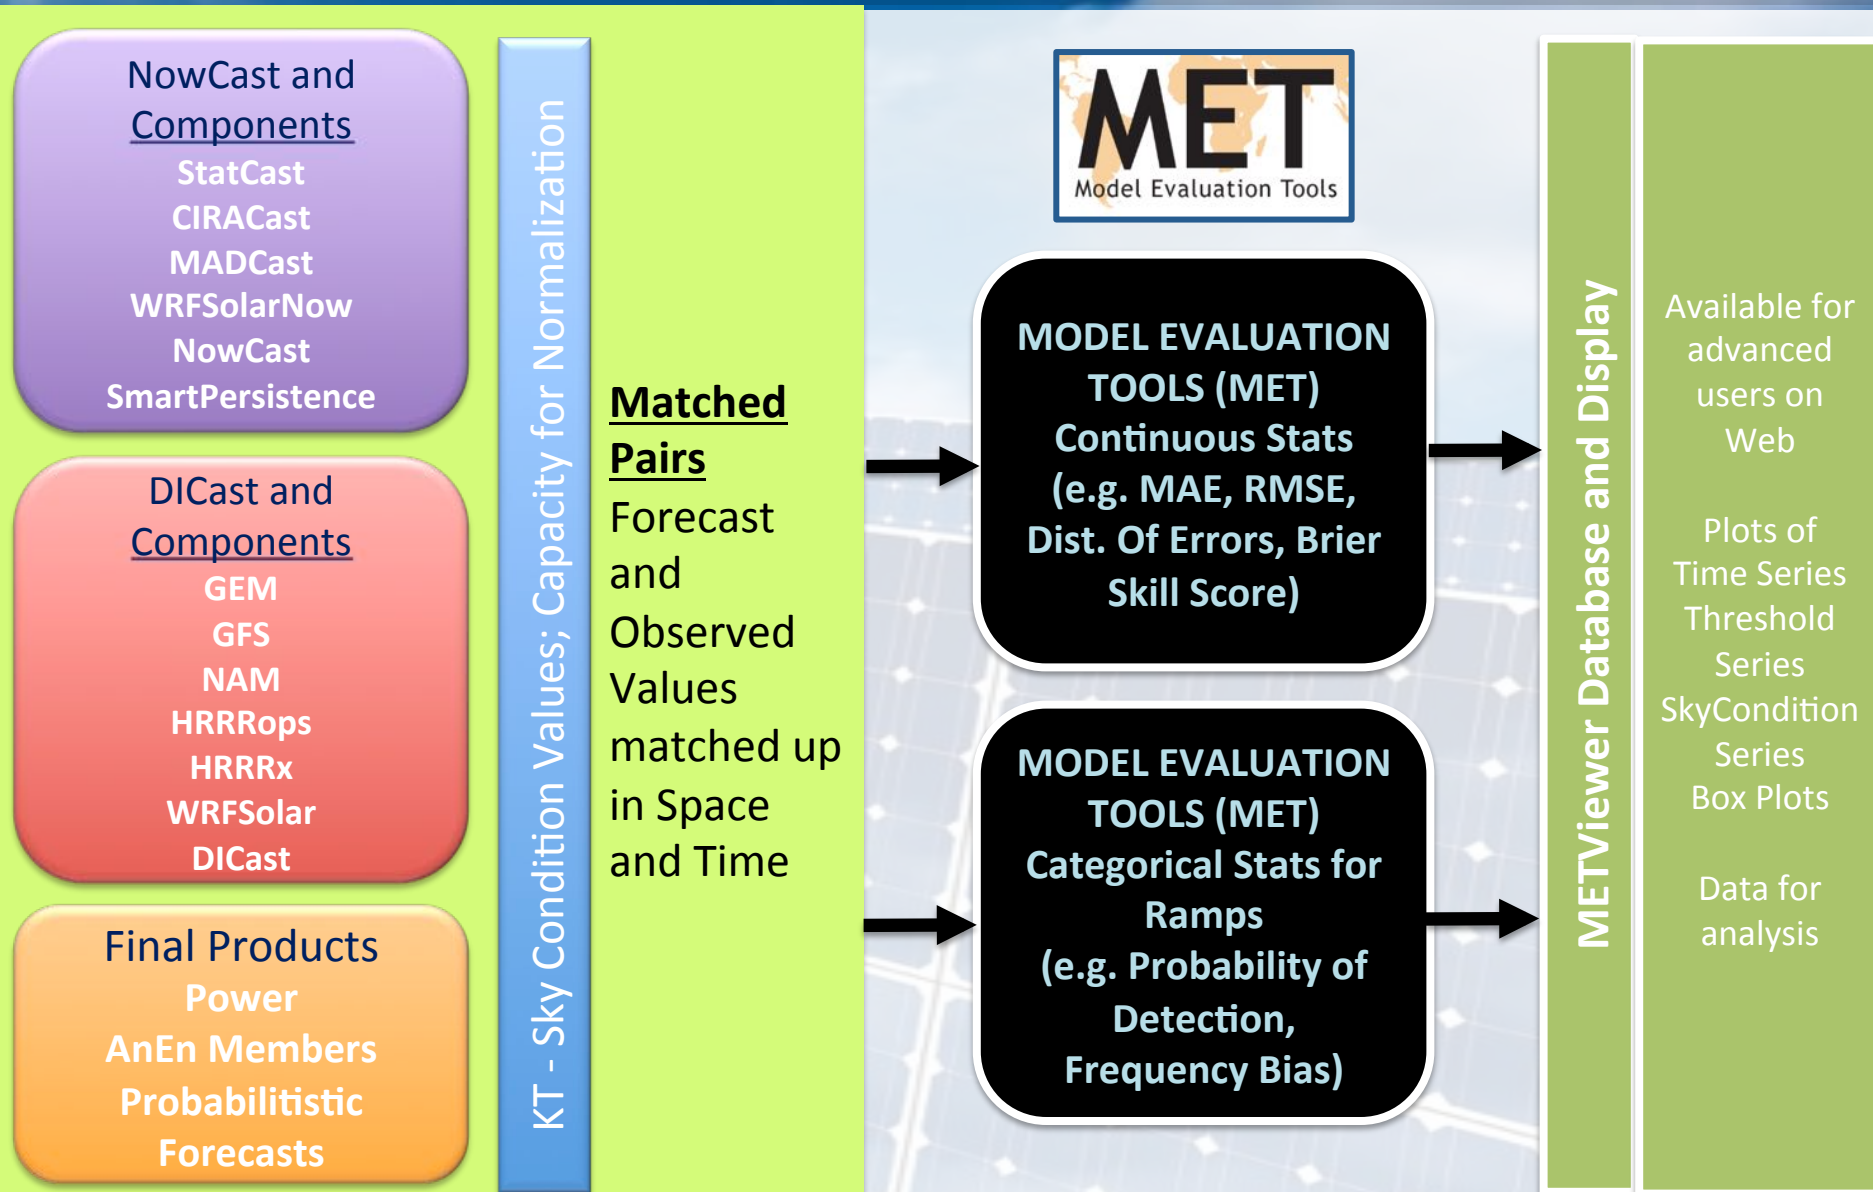 NowCast and
Components
StatCast
CIRACast
MADCast
WRFSolarNow
NowCast
SmartPersistence
DICast and
Components
GEM
GFS
NAM
HRRRops
HRRRx
WRFSolar
DICast
Final Products
Power
AnEn Members
Probabilitistic
Forecasts
KT - Sky Condition Values; Capacity for Normalization
Matched
Pairs
Forecast
and
Observed
Values
matched up
in Space
and Time
MET
Model Evaluation Tools
MODEL EVALUATION
TOOLS (MET)
Continuous Stats
(e.g. MAE, RMSE,
Dist. Of Errors, Brier
Skill Score)
MODEL EVALUATION
TOOLS (MET)
Categorical Stats for
Ramps
(e.g. Probability of
Detection,
Frequency Bias)
METViewer Database and Display
Available for
advanced
users on
Web
Plots of
Time Series
Threshold
Series
SkyCondition
Series
Box Plots
Data for
analysis